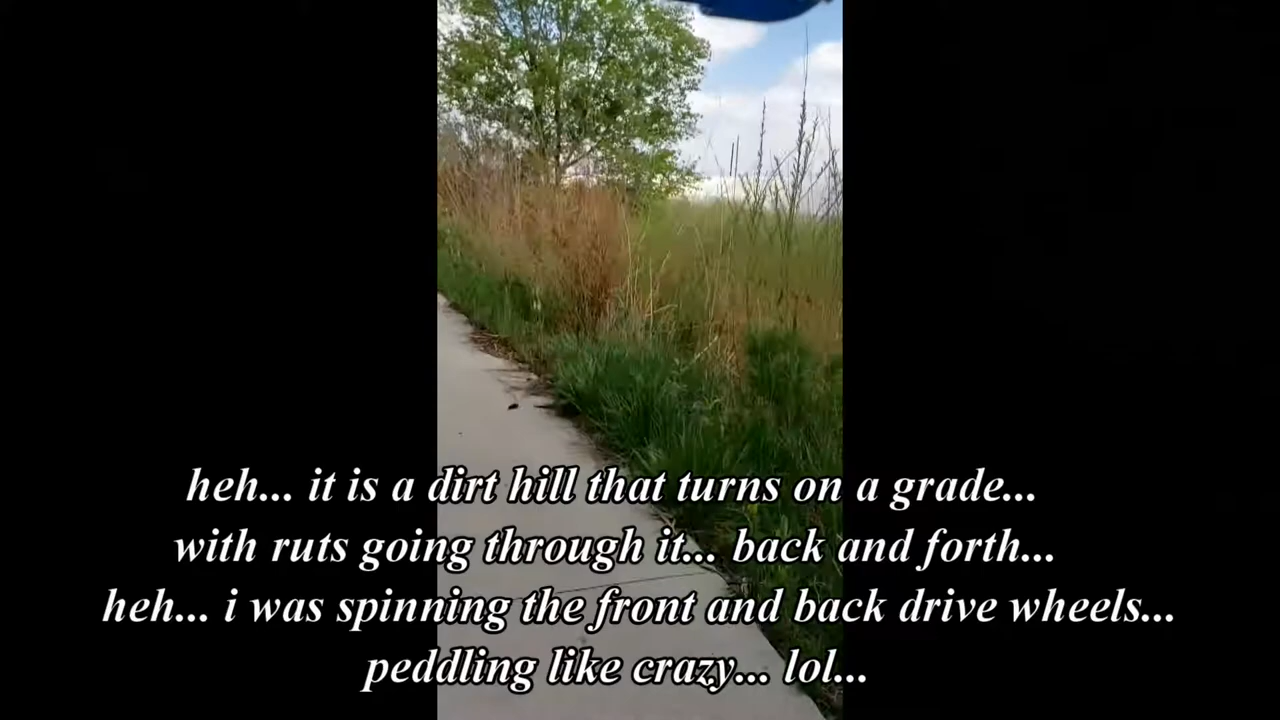 heh... it is a dirt hill that turns on a grade...
with ruts going through it... back and forth...
heh... i was spinning the front and back drive wheels...
peddling like crazy... lol...